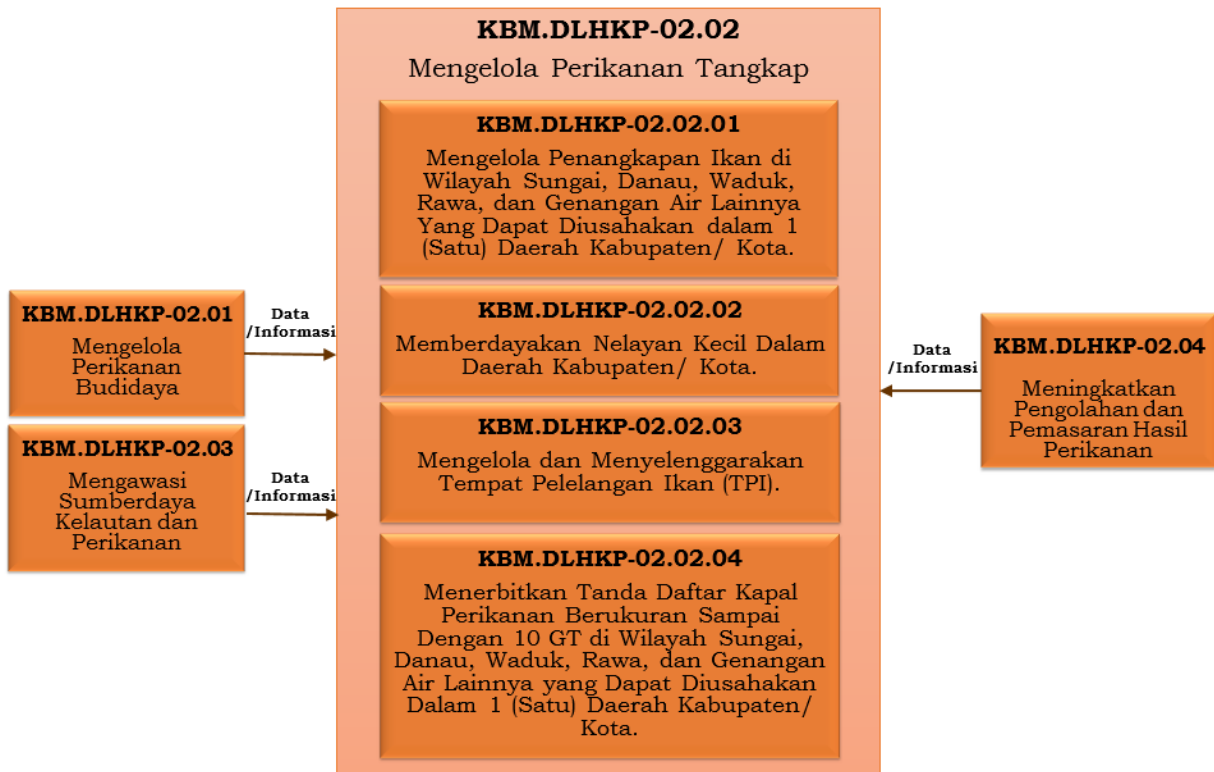 KBM.DLHKP-02.02
Mengelola Perikanan Tangkap
KBM.DLHKP-02.02.01
Mengelola Penangkapan Ikan di
Wilayah Sungai, Danau, Waduk,
Rawa, dan Genangan Air Lainnya
Yang Dapat Diusahakan dalam 1
(Satu) Daerah Kabupaten/ Kota.
KBM.DLHKP-02.01
Mengelola
Perikanan
Budidaya
Data
/Informasi
KBM.DLHKP-02.02.02
Memberdayakan Nelayan Kecil Dalam
Daerah Kabupaten/ Kota.
Data
/Informasi
KBM.DLHKP-02.04
Meningkatkan
Pengolahan dan
Pemasaran Hasil
Perikanan
KBM.DLHKP-02.03
Mengawasi
Sumberdaya
Kelautan dan
Perikanan
Data
/Informasi
KBM.DLHKP-02.02.03
Mengelola dan Menyelenggarakan
Tempat Pelelangan Ikan (TPI).
KBM.DLHKP-02.02.04
Menerbitkan Tanda Daftar Kapal
Perikanan Berukuran Sampai
Dengan 10 GT di Wilayah Sungai,
Danau, Waduk, Rawa, dan Genangan
Air Lainnya yang Dapat Diusahakan
Dalam 1 (Satu) Daerah Kabupaten/
Kota.